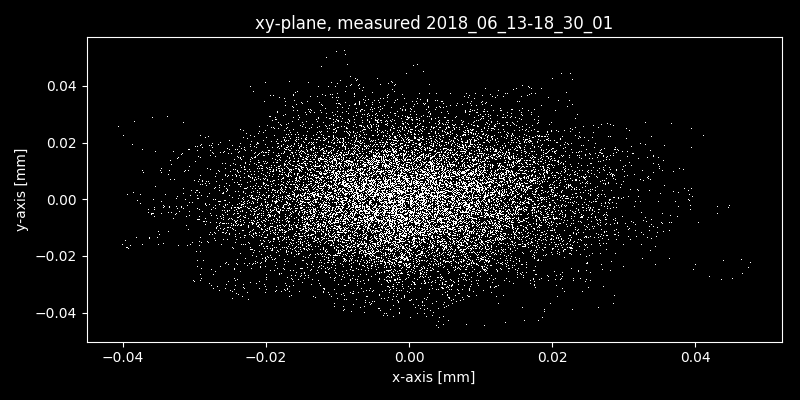 xy-plane, measured 2018_06_13-18_30_01
y-axis [mm]
0.04
0.02
0.00
−0.02
−0.04
−0.04 −0.02 0.00 0.02 0.04
x-axis [mm]